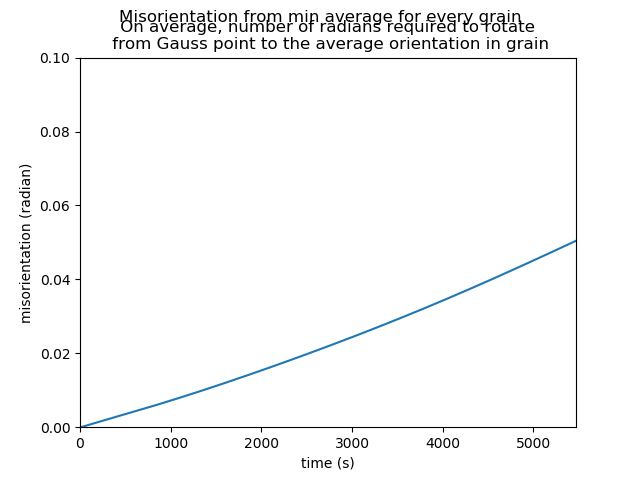 Misorientation from min average for every grain
On average, number of radians required to rotate
from Gauss point to the average orientation in grain
0.10
0.08
0.06
0.04
0.02
0.00
misorientation (radian)
0 1000 2000 3000 4000 5000
time (s)